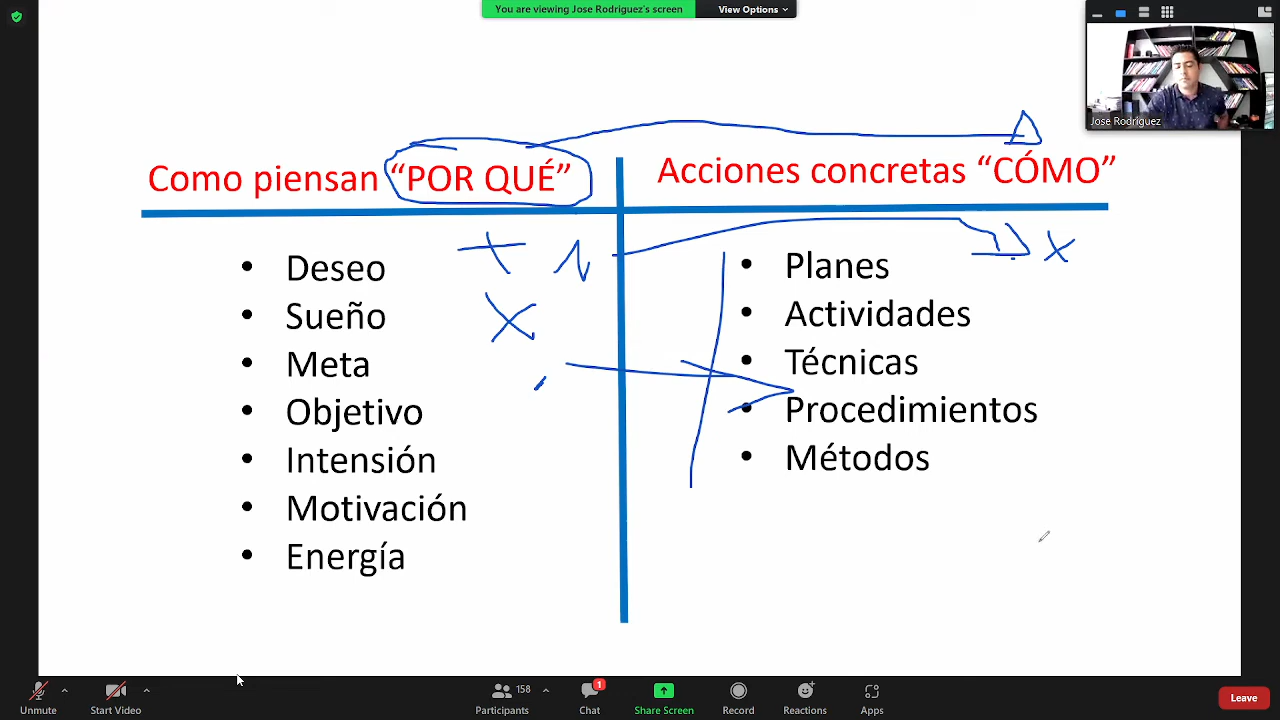 You are viewing Jose Rodriguez's screen
View Options
Jose Rodriguez
Como piensan “POR QUÉ”
Acciones concretas “CÓMO”
+ N
X
X
• Deseo
• Sueño
• Meta
• Objetivo
• Intensión
• Motivación
• Energía
• Planes
• Actividades
• Técnicas
• Procedimientos
• Métodos
Unmute
Start Video
158
Participants
1
Chat
Share Screen
Record
Reactions
Apps
Leave